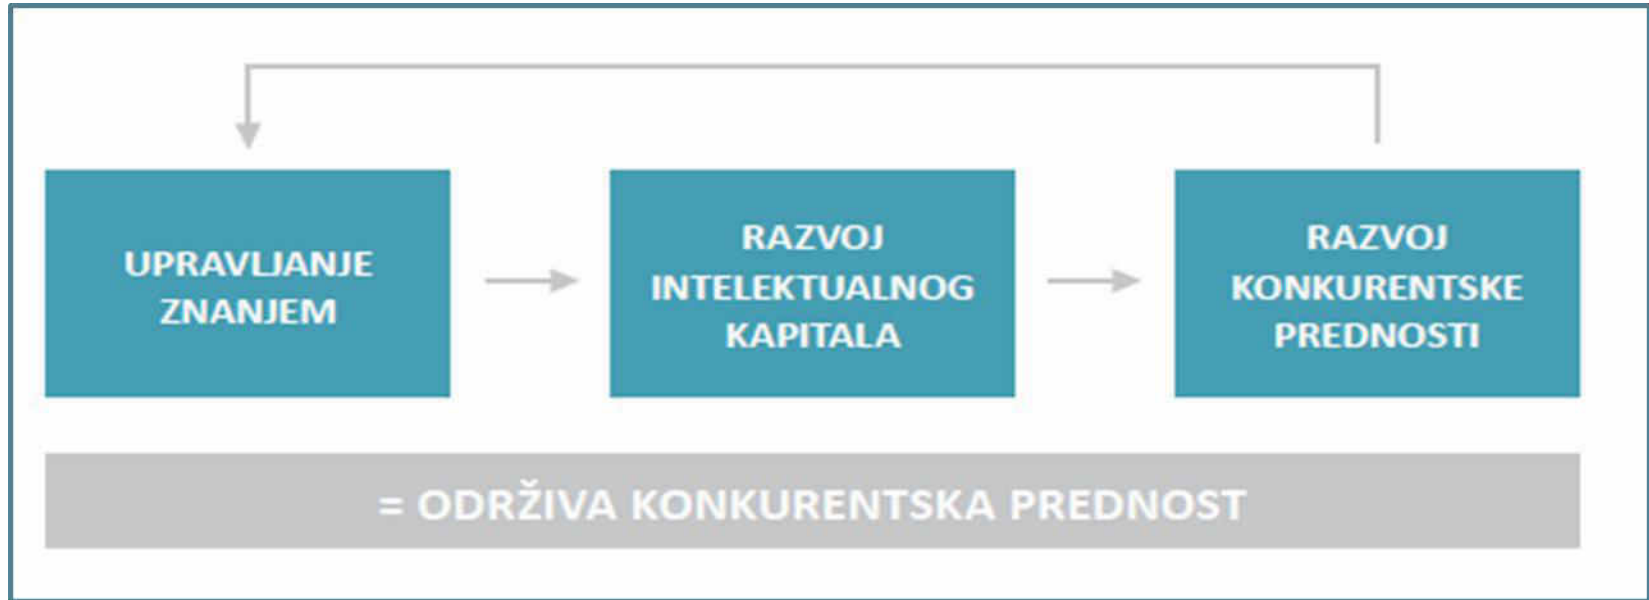 UPRAVLJANJE
ZNANJEM
RAZVOJ
INTELEKTUALNOG
KAPITALA
RAZVOJ
KONKURENTSKE
PREDNOSTI
= ODRŽIVA KONKURENTSKA PREDNOST